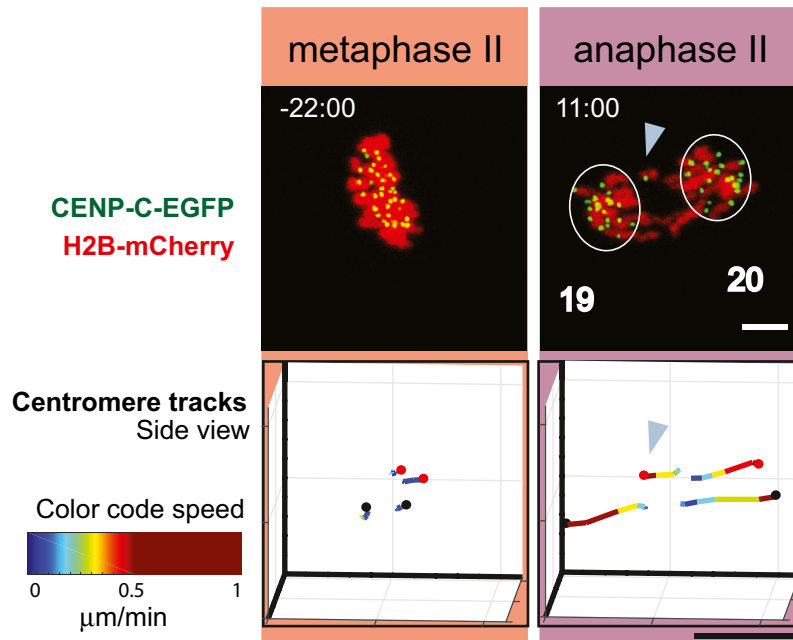 metaphase II
anaphase II
-22:00
11:00
CENP-C-EGFP
H2B-mCherry
19
20
Centromere tracks
Side view
Color code speed
0
0.5
1
μm/min